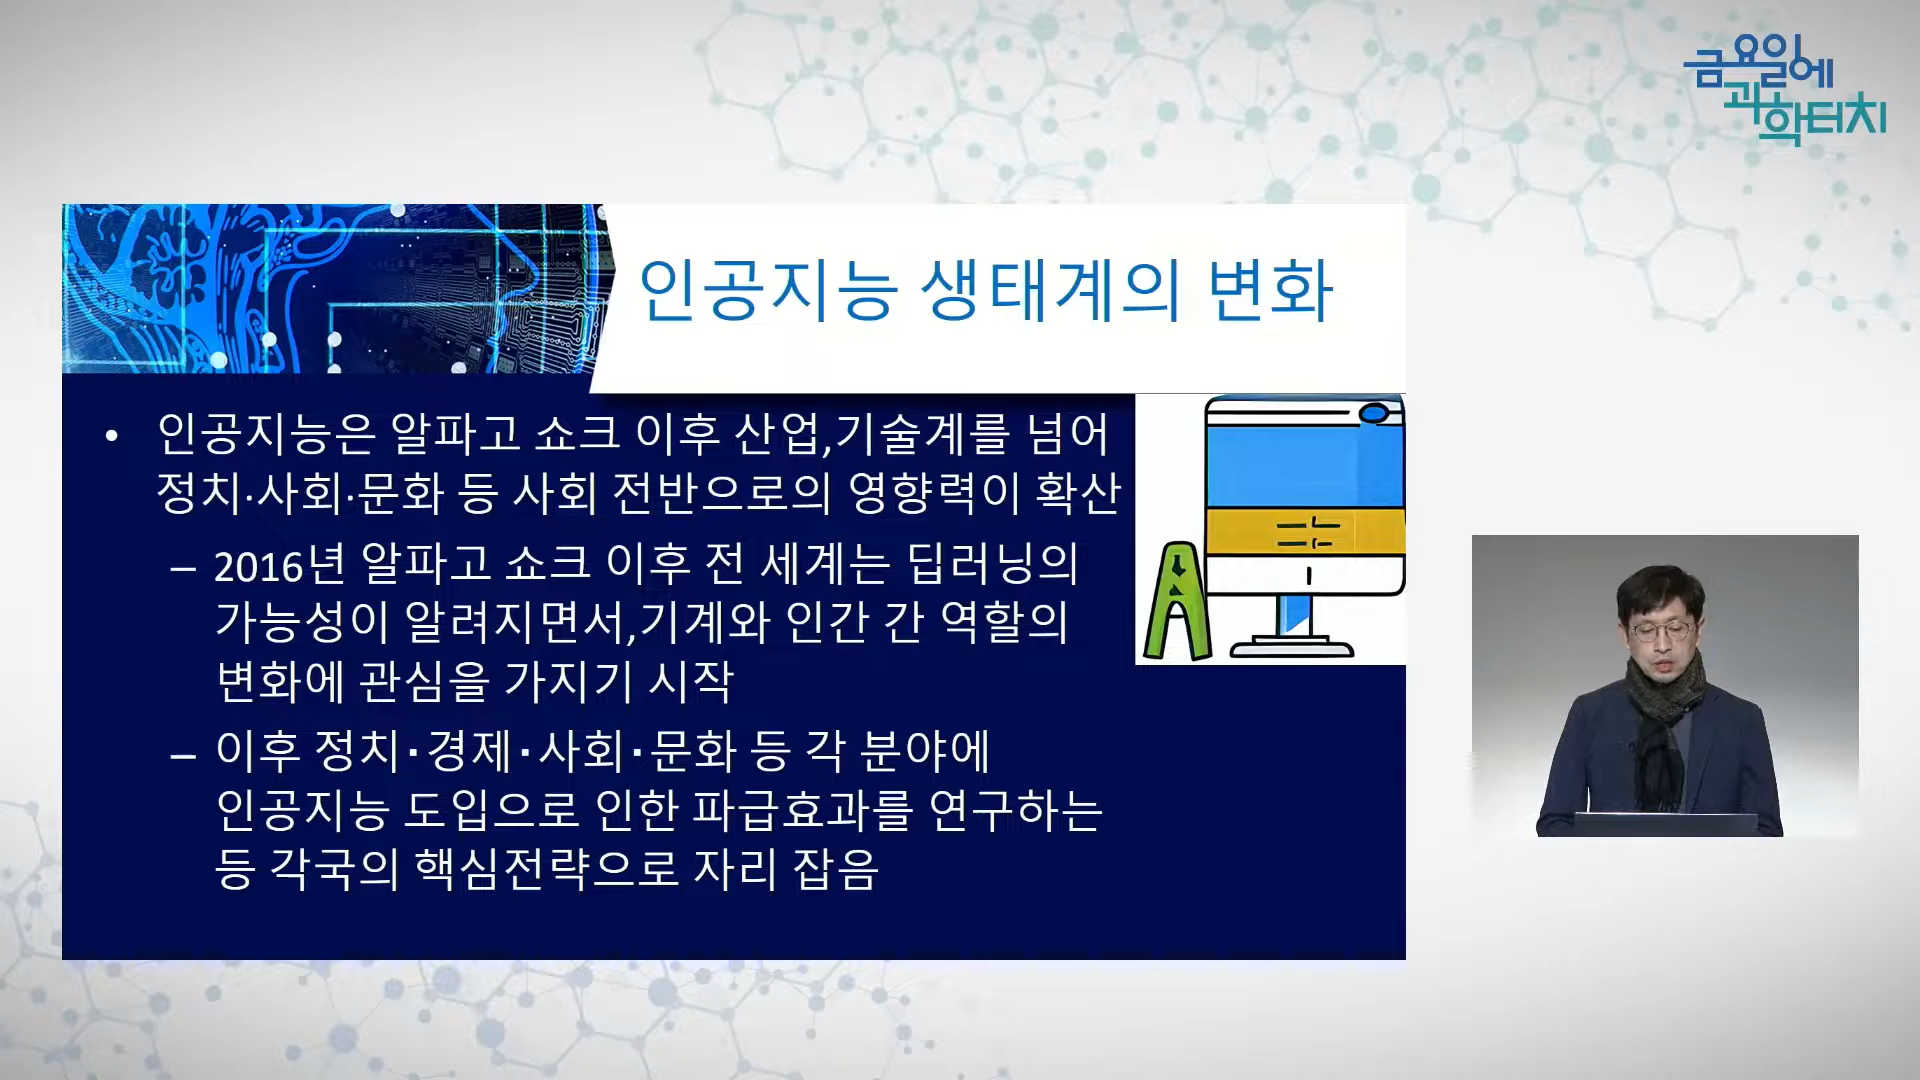 금요일에
과학터치
인공지능 생태계의 변화
• 인공지능은 알파고 쇼크 이후 산업,기술계를 넘어
정치·사회·문화 등 사회 전반으로의 영향력이 확산
– 2016년 알파고 쇼크 이후 전 세계는 딥러닝의
가능성이 알려지면서,기계와 인간 간 역할의
변화에 관심을 가지기 시작
– 이후 정치·경제·사회·문화 등 각 분야에
인공지능 도입으로 인한 파급효과를 연구하는
등 각국의 핵심전략으로 자리 잡음